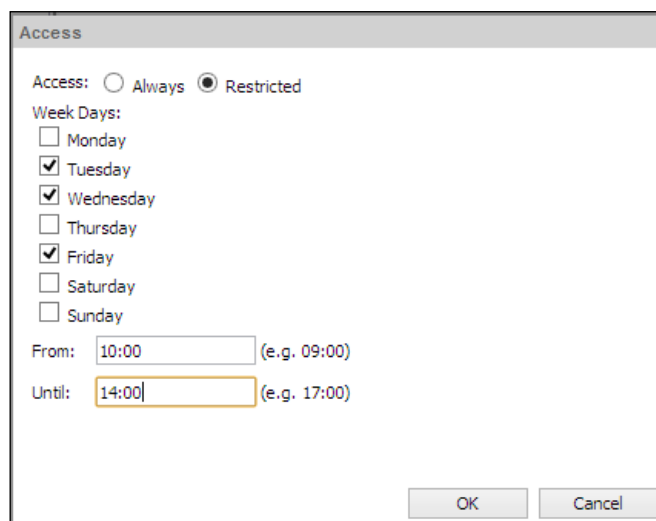 Access
Access: Always Restricted
Week Days:
Monday
Tuesday
Wednesday
Thursday
Friday
Saturday
Sunday
From: 10:00 (e.g. 09:00)
Until: 14:00 (e.g. 17:00)
OK Cancel